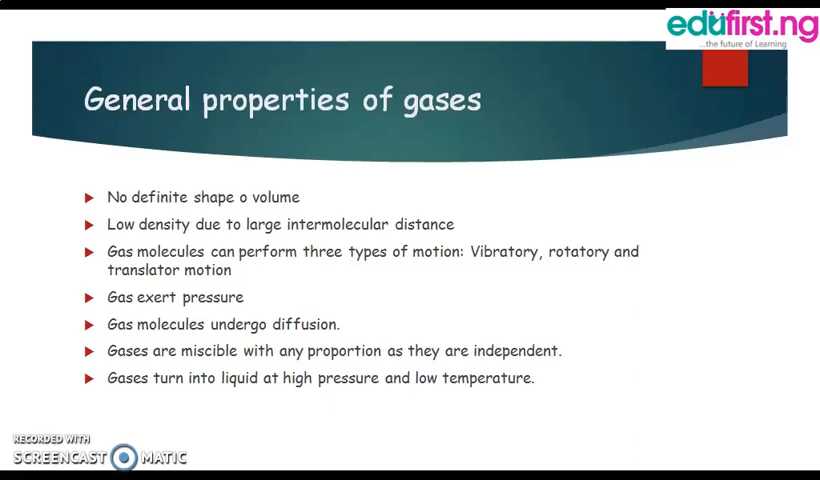 edufirst.ng
...the future of Learning
General properties of gases
No definite shape o volume
Low density due to large intermolecular distance
Gas molecules can perform three types of motion: Vibratory, rotatory and
translator motion
Gas exert pressure
Gas molecules undergo diffusion.
Gases are miscible with any proportion as they are independent.
Gases turn into liquid at high pressure and low temperature.
RECORDED WITH
SCREENCAST MATIC